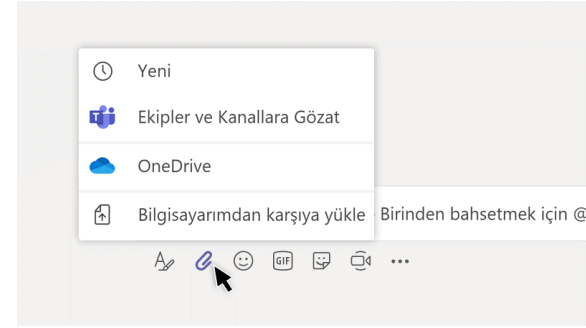 Yeni
Ekipler ve Kanallara Gözat
OneDrive
Bilgisayarımdan karşıya yükle
Birinden bahsetmek için @
GIF